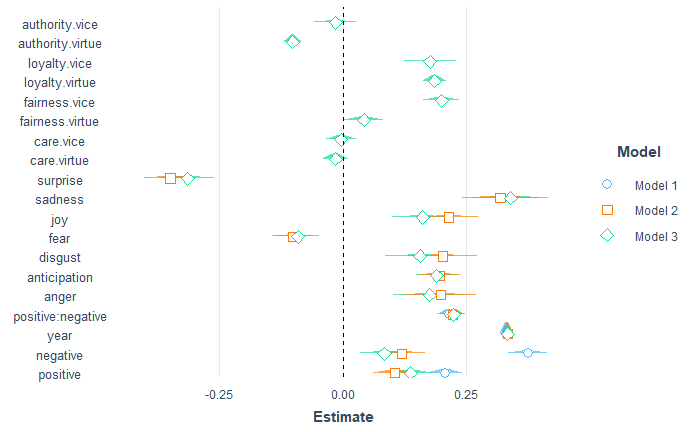 authority.vice
authority.virtue
loyalty.vice
loyalty.virtue
fairness.vice
fairness.virtue
care.vice
care.virtue
surprise
sadness
joy
fear
disgust
anticipation
anger
positive:negative
year
negative
positive
-0.25 0.00 0.25
Estimate
Model
Model 1
Model 2
Model 3